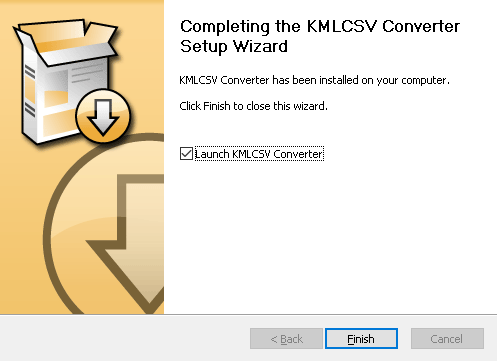 Completing the KMLCSV Converter
Setup Wizard
KMLCSV Converter has been installed on your computer.
Click Finish to close this wizard.
Launch KMLCSV Converter
< Back
Finish
Cancel